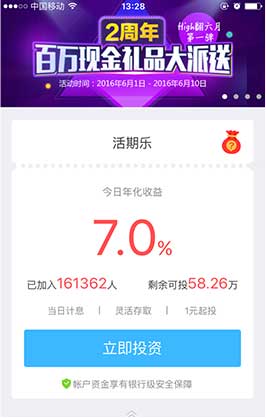 中国移动 13:28
2周年
High翻六月
第一弹
百万现金礼品大派送
活动时间：2016年6月1日 - 2016年6月10日
活期乐
今日年化收益
7.0%
已加入161362人 剩余可投58.26万
当日计息 | 灵活存取 | 1元起投
立即投资
帐户资金享有银行级安全保障